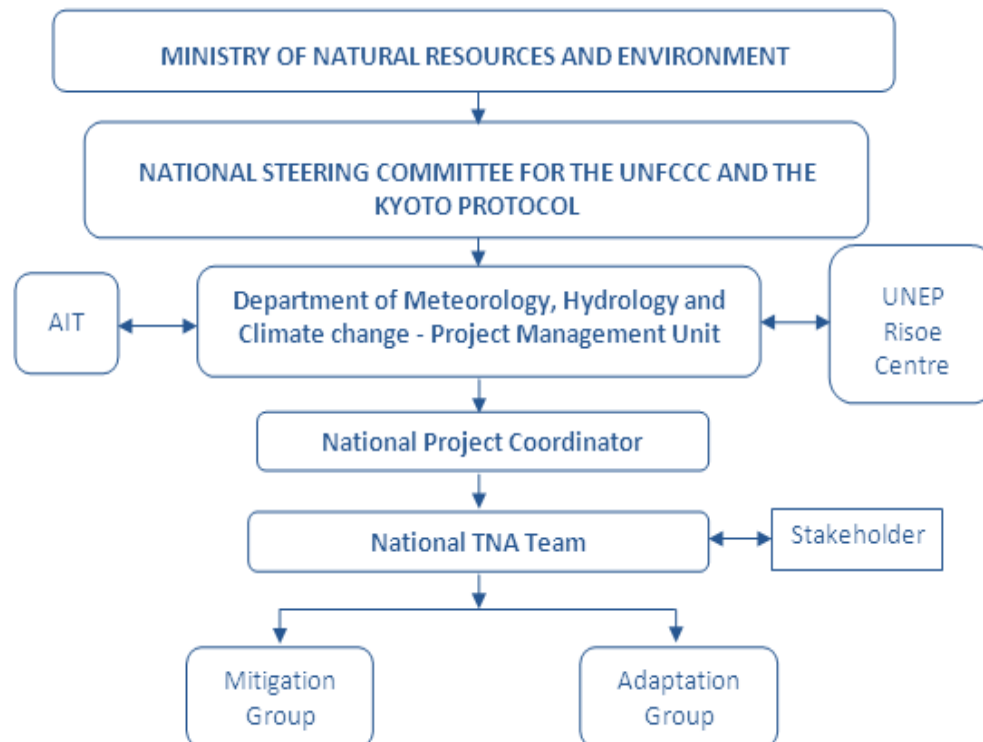 MINISTRY OF NATURAL RESOURCES AND ENVIRONMENT
NATIONAL STEERING COMMITTEE FOR THE UNFCCC AND THE
KYOTO PROTOCOL
AIT
Department of Meteorology, Hydrology and
Climate change - Project Management Unit
UNEP
Risoe
Centre
National Project Coordinator
National TNA Team
Stakeholder
Mitigation
Group
Adaptation
Group